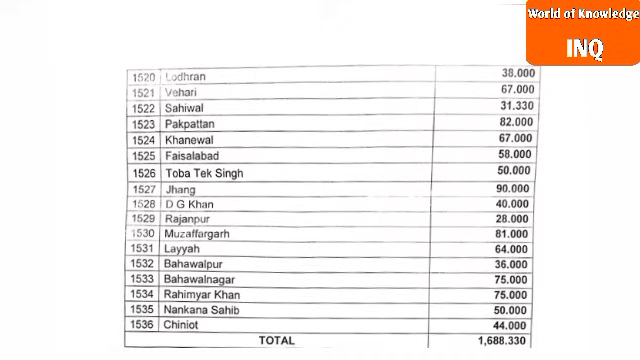 World of Knowledge
INQ
1520 Lodhran 38.000
1521 Vehari 67.000
1522 Sahiwal 31.330
1523 Pakpattan 82.000
1524 Khanewal 67.000
1525 Faisalabad 58.000
1526 Toba Tek Singh 50.000
1527 Jhang 90.000
1528 D G Khan 40.000
1529 Rajanpur 28.000
1530 Muzaffargarh 81.000
1531 Layyah 64.000
1532 Bahawalpur 36.000
1533 Bahawalnagar 75.000
1534 Rahimyar Khan 75.000
1535 Nankana Sahib 50.000
1536 Chiniot 44.000
TOTAL 1,688.330